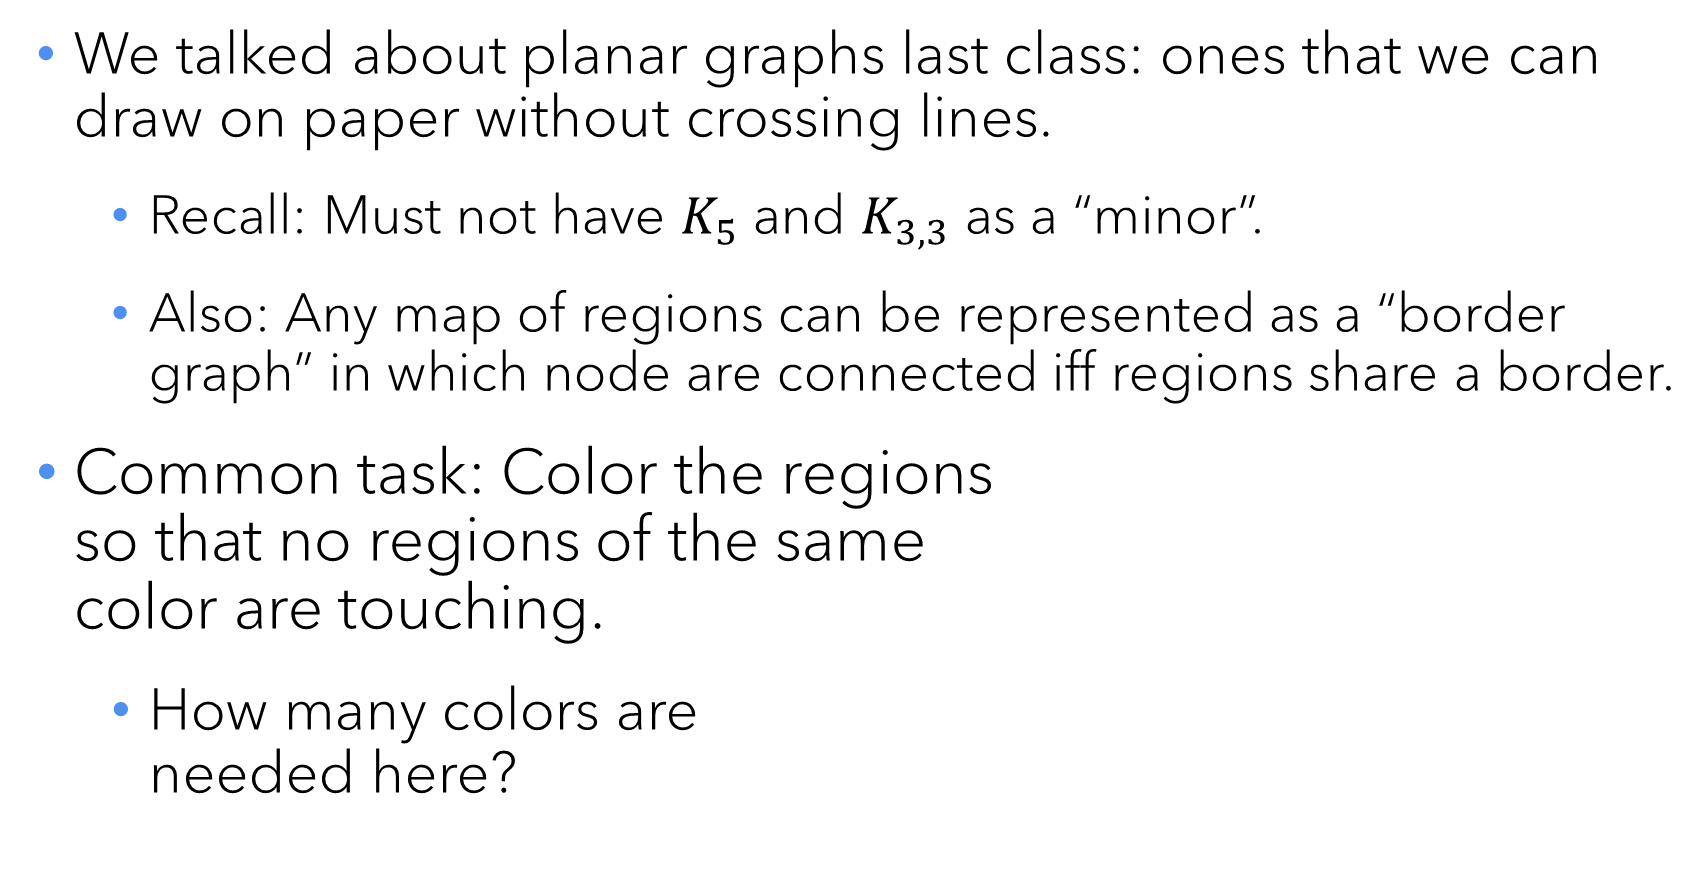 • We talked about planar graphs last class: ones that we can
draw on paper without crossing lines.
• Recall: Must not have K₅ and K₃,₃ as a “minor”.
• Also: Any map of regions can be represented as a “border
graph” in which node are connected iff regions share a border.
• Common task: Color the regions
so that no regions of the same
color are touching.
• How many colors are
needed here?